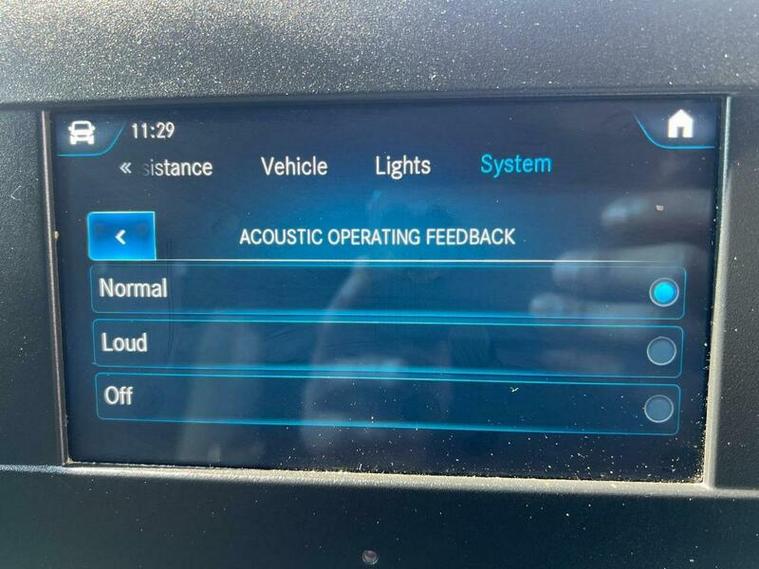 11:29
« sistance Vehicle Lights System
ACOUSTIC OPERATING FEEDBACK
Normal
Loud
Off